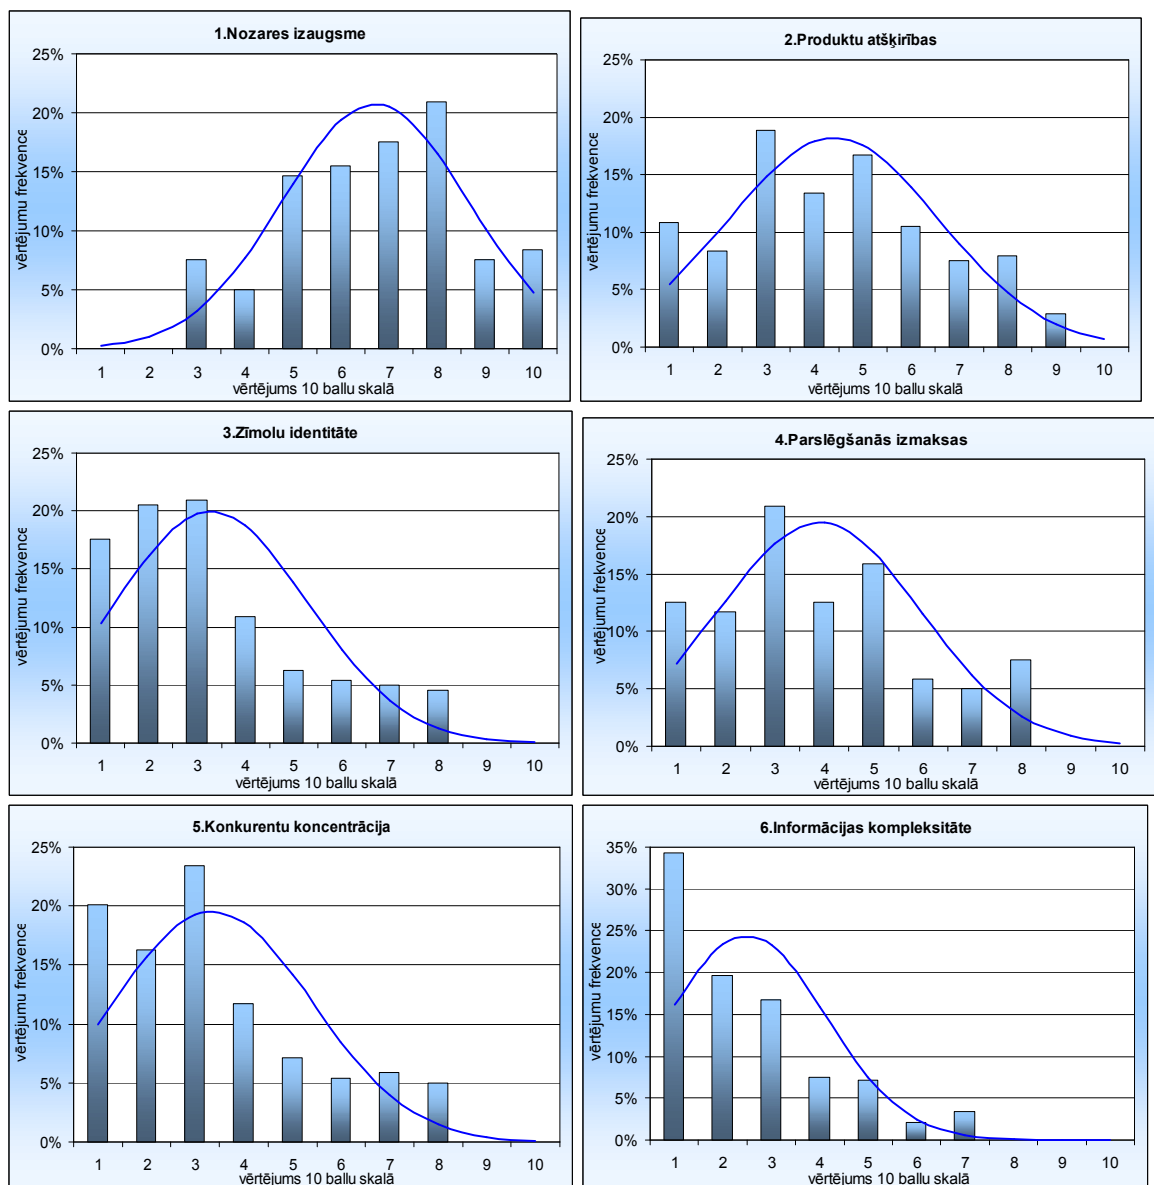 1.Nozares izaugsme
vērtējumu frekvence
25%
20%
15%
10%
5%
0%
1 2 3 4 5 6 7 8 9 10
vērtējums 10 ballu skalā
2.Produktu atšķirības
vērtējumu frekvence
25%
20%
15%
10%
5%
0%
1 2 3 4 5 6 7 8 9 10
vērtējums 10 ballu skalā
3.Zīmolu identitāte
vērtējumu frekvence
25%
20%
15%
10%
5%
0%
1 2 3 4 5 6 7 8 9 10
vērtējums 10 ballu skalā
4.Parslēgšanās izmaksas
vērtējumu frekvence
25%
20%
15%
10%
5%
0%
1 2 3 4 5 6 7 8 9 10
vērtējums 10 ballu skalā
5.Konkurentu koncentrācija
vērtējumu frekvence
25%
20%
15%
10%
5%
0%
1 2 3 4 5 6 7 8 9 10
vērtējums 10 ballu skalā
6.Informācijas kompleksitāte
vērtējumu frekvence
35%
30%
25%
20%
15%
10%
5%
0%
1 2 3 4 5 6 7 8 9 10
vērtējums 10 ballu skalā